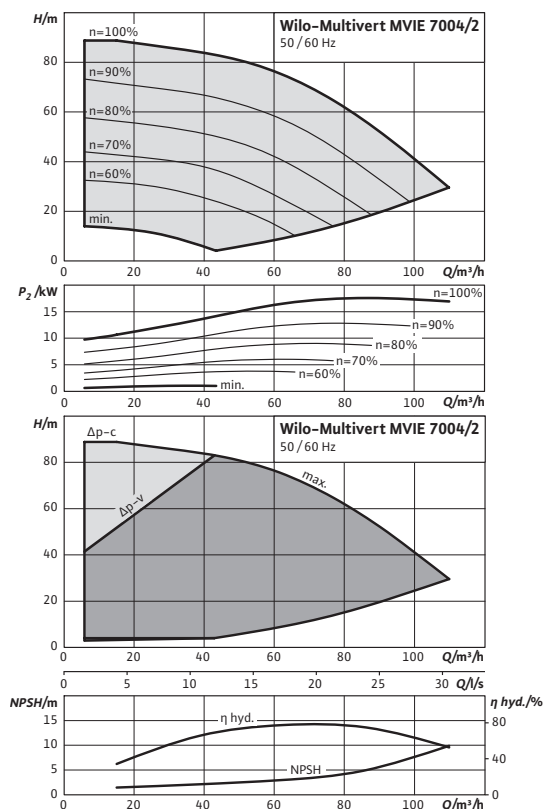 H/m
Wilo-Multivert MVIE 7004/2
50/60 Hz
n=100%
n=90%
n=80%
n=70%
n=60%
min.
80
60
40
20
0
0 20 40 60 80 100 Q/m³/h
P₂/kW
n=100%
n=90%
n=80%
n=70%
n=60%
min.
15
10
5
0
0 20 40 60 80 100 Q/m³/h
H/m
Wilo-Multivert MVIE 7004/2
50/60 Hz
Δp-c
Δp-v
max.
80
60
40
20
0
0 20 40 60 80 100 Q/m³/h
0 5 10 15 20 25 30 Q/l/s
NPSH/m
η hyd./%
η hyd.
NPSH
15
10
5
0
80
40
0
0 20 40 60 80 100 Q/m³/h